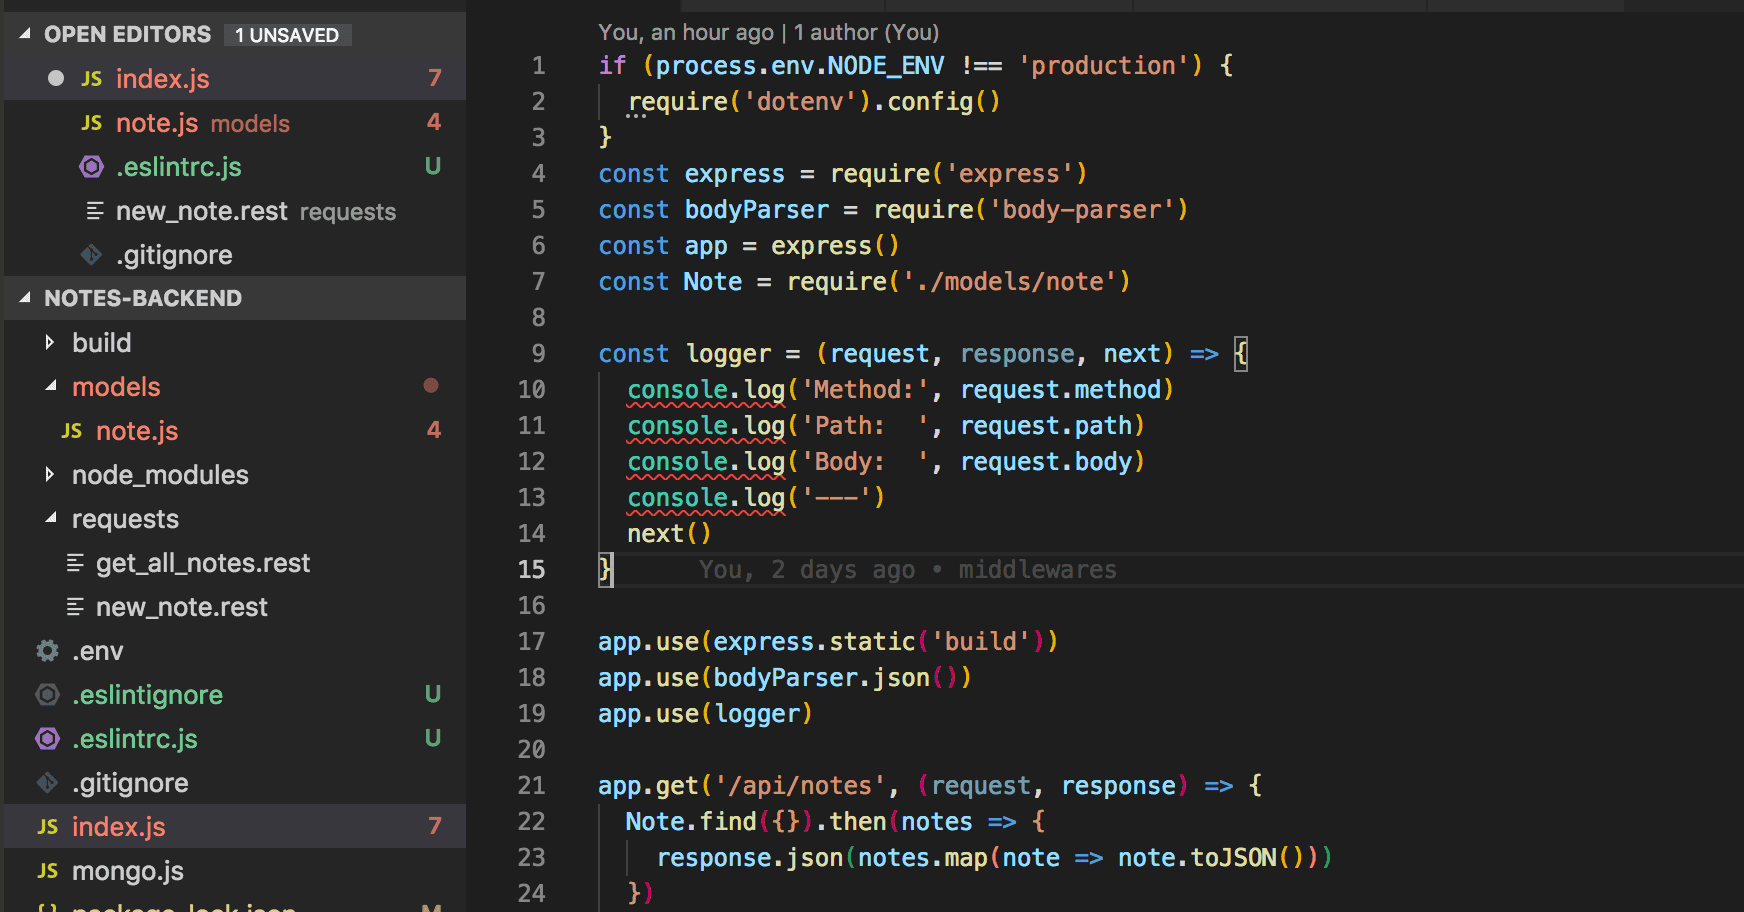 OPEN EDITORS 1 UNSAVED
JS index.js 7
JS note.js models 4
.eslintrc.js U
new_note.rest requests
.gitignore
NOTES-BACKEND
build
models
JS note.js 4
node_modules
requests
get_all_notes.rest
new_note.rest
.env
.eslintignore U
.eslintrc.js U
.gitignore
JS index.js 7
JS mongo.js
You, an hour ago | 1 author (You)
1 if (process.env.NODE_ENV !== 'production') {
2 require('dotenv').config()
3 }
4 const express = require('express')
5 const bodyParser = require('body-parser')
6 const app = express()
7 const Note = require('./models/note')
8
9 const logger = (request, response, next) => {
10 console.log('Method:', request.method)
11 console.log('Path:  ', request.path)
12 console.log('Body:  ', request.body)
13 console.log('---')
14 next()
15 } You, 2 days ago • middlewares
16
17 app.use(express.static('build'))
18 app.use(bodyParser.json())
19 app.use(logger)
20
21 app.get('/api/notes', (request, response) => {
22 Note.find({}).then(notes => {
23 response.json(notes.map(note => note.toJSON()))
24 })